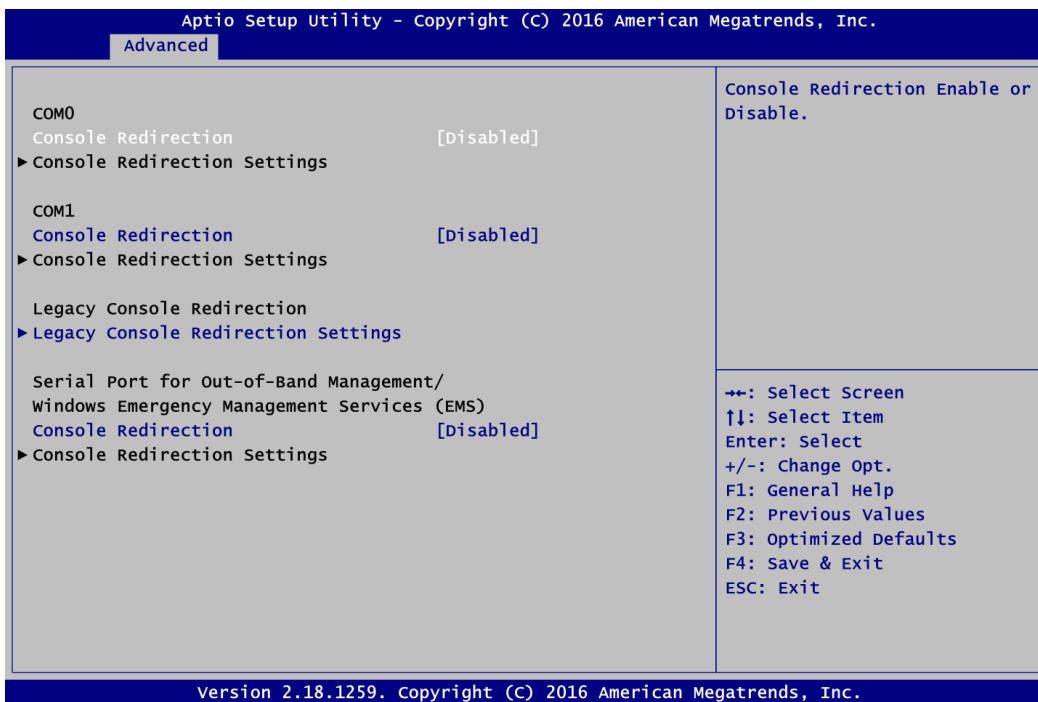 Aptio Setup Utility - Copyright (C) 2016 American Megatrends, Inc.
Advanced
COM0
Console Redirection [Disabled]
►Console Redirection Settings
COM1
Console Redirection [Disabled]
►Console Redirection Settings
Legacy Console Redirection
►Legacy Console Redirection Settings
Serial Port for Out-of-Band Management/
Windows Emergency Management Services (EMS)
Console Redirection [Disabled]
►Console Redirection Settings
Console Redirection Enable or
Disable.
→←: Select Screen
↑↓: Select Item
Enter: Select
+/-: Change Opt.
F1: General Help
F2: Previous Values
F3: Optimized Defaults
F4: Save & Exit
ESC: Exit
Version 2.18.1259. Copyright (C) 2016 American Megatrends, Inc.